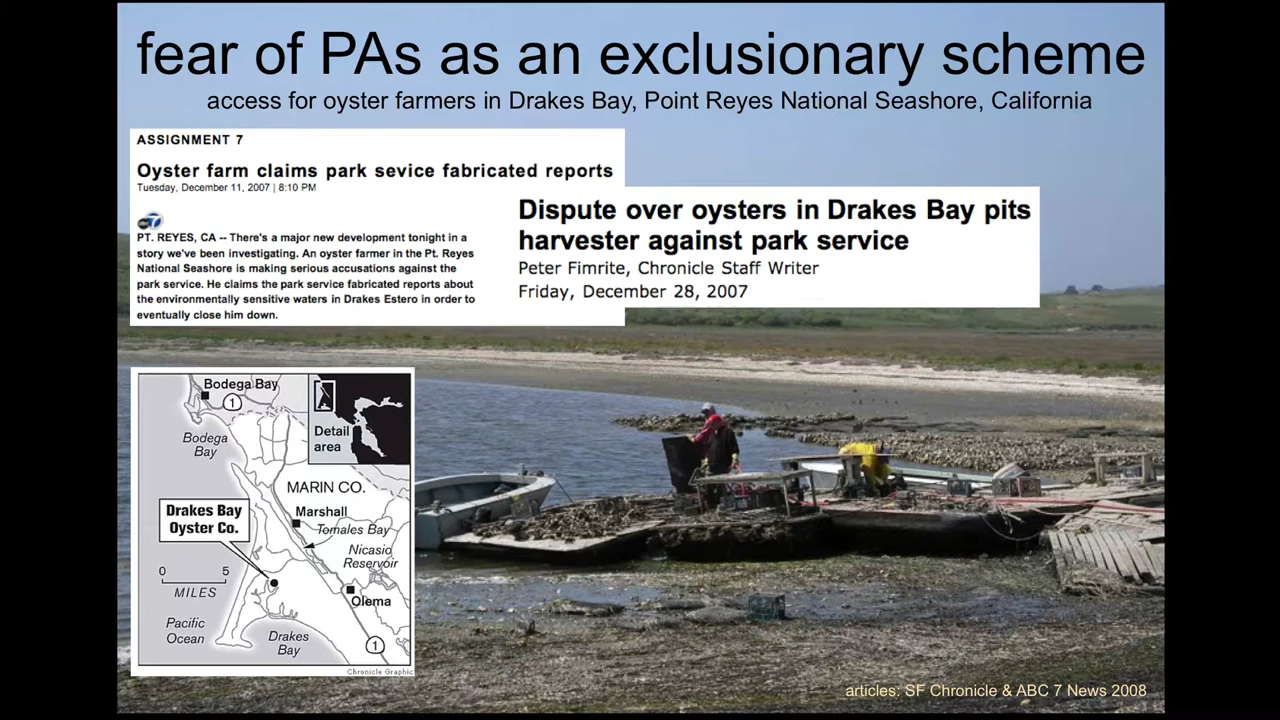 fear of PAs as an exclusionary scheme
access for oyster farmers in Drakes Bay, Point Reyes National Seashore, California
ASSIGNMENT 7
Oyster farm claims park sevice fabricated reports
Tuesday, December 11, 2007 | 8:10 PM
abc 7
PT. REYES, CA -- There's a major new development tonight in a
story we've been investigating. An oyster farmer in the Pt. Reyes
National Seashore is making serious accusations against the
park service. He claims the park service fabricated reports about
the environmentally sensitive waters in Drakes Estero in order to
eventually close him down.
Dispute over oysters in Drakes Bay pits
harvester against park service
Peter Fimrite, Chronicle Staff Writer
Friday, December 28, 2007
Bodega Bay
1
Bodega
Bay
Detail
area
MARIN CO.
Drakes Bay
Oyster Co.
Marshall
Tomales Bay
Nicasio
Reservoir
0 5
MILES
Olema
Pacific
Ocean
Drakes
Bay
1
Chronicle Graphic
articles: SF Chronicle & ABC 7 News 2008